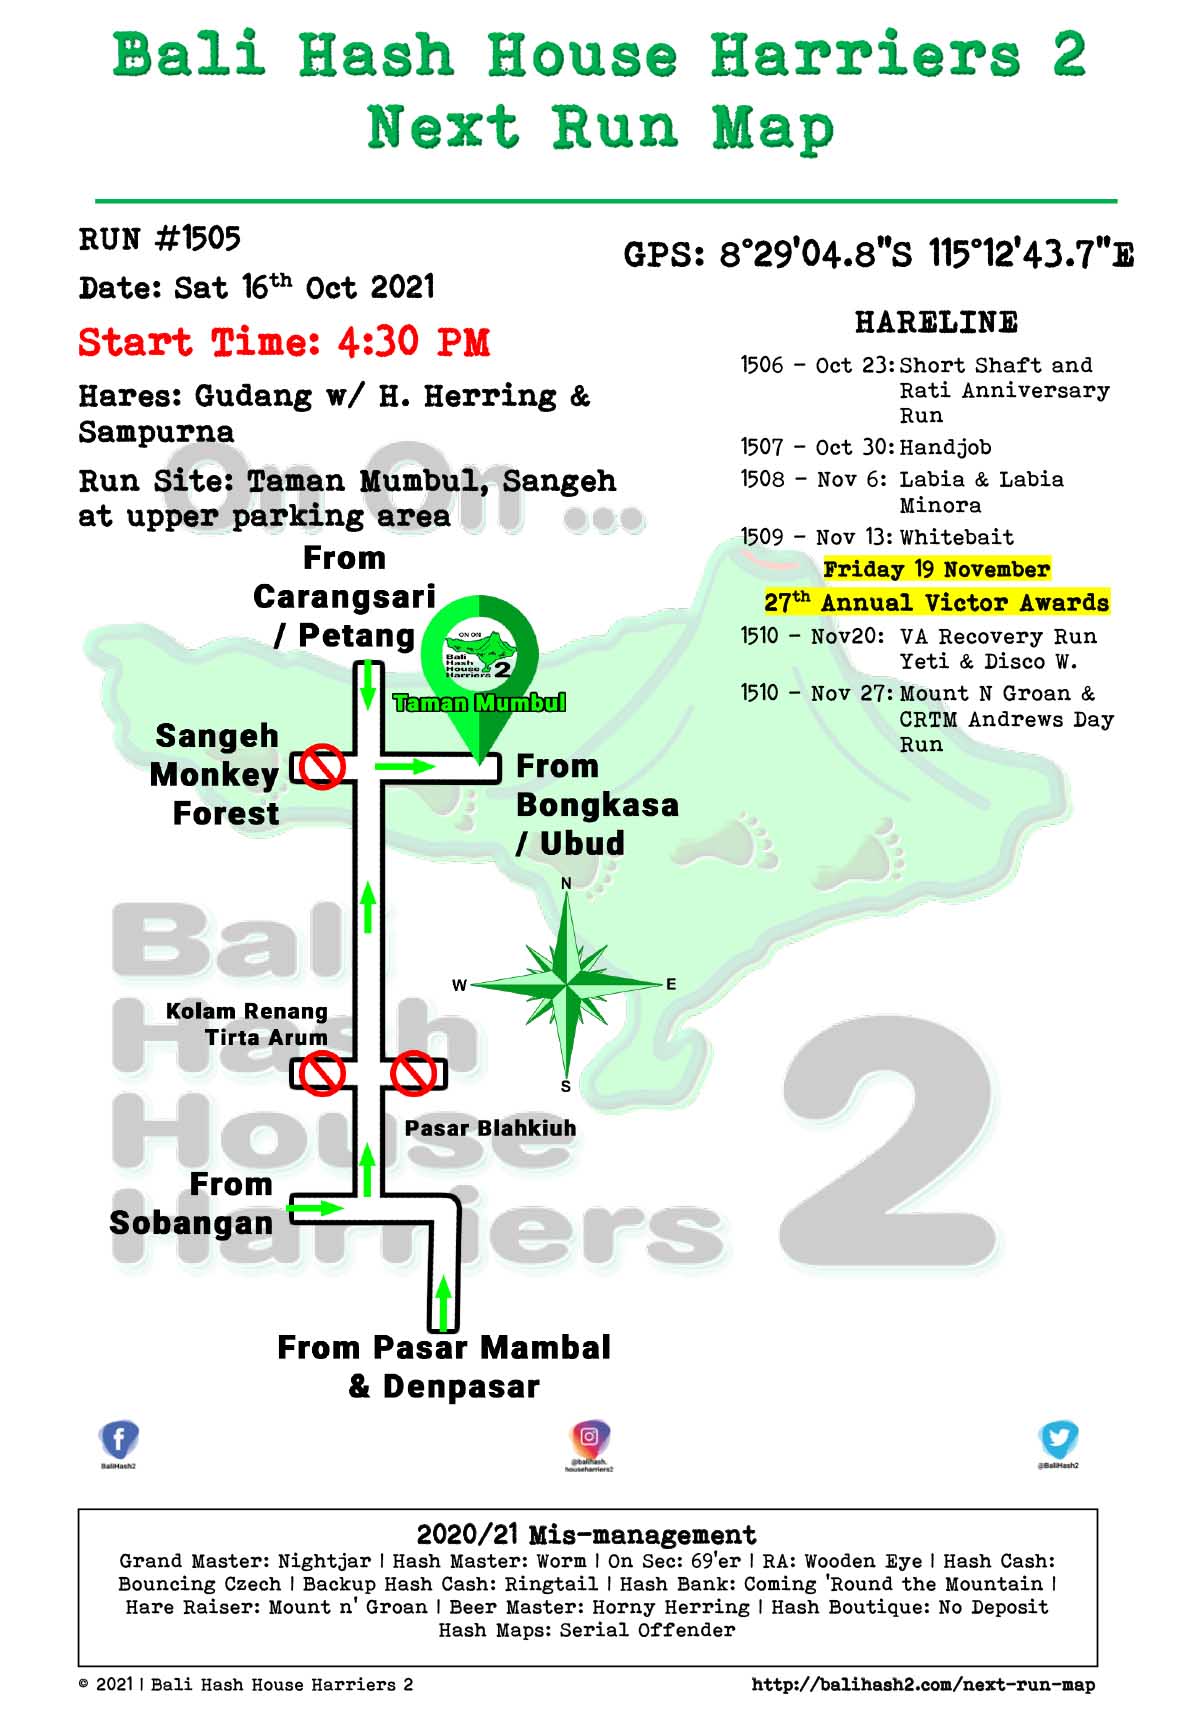 Bali Hash House Harriers 2
Next Run Map
RUN #1505
Date: Sat 16th Oct 2021
Start Time: 4:30 PM
Hares: Gudang w/ H. Herring &
Sampurna
Run Site: Taman Mumbul, Sangeh
at upper parking area
GPS: 8°29'04.8"S 115°12'43.7"E
HARELINE
1506 - Oct 23: Short Shaft and
Rati Anniversary
Run
1507 - Oct 30: Handjob
1508 - Nov 6: Labia & Labia
Minora
1509 - Nov 13: Whitebait
Friday 19 November
27th Annual Victor Awards
1510 - Nov20: VA Recovery Run
Yeti & Disco W.
1510 - Nov 27: Mount N Groan &
CRTM Andrews Day
Run
On On ...
From
Carangsari
/ Petang
ON ON
Bali
Hash
House
Harriers 2
Taman Mumbul
Sangeh
Monkey
Forest
From
Bongkasa
/ Ubud
N
W
E
S
Kolam Renang
Tirta Arum
Pasar Blahkiuh
From
Sobangan
From Pasar Mambal
& Denpasar
Bali
Hash
House
Harriers 2
BaliHash2
@balihash.
househarriers2
@BaliHash2
2020/21 Mis-management
Grand Master: Nightjar | Hash Master: Worm | On Sec: 69'er | RA: Wooden Eye | Hash Cash:
Bouncing Czech | Backup Hash Cash: Ringtail | Hash Bank: Coming 'Round the Mountain |
Hare Raiser: Mount n' Groan | Beer Master: Horny Herring | Hash Boutique: No Deposit
Hash Maps: Serial Offender
© 2021 | Bali Hash House Harriers 2
http://balihash2.com/next-run-map